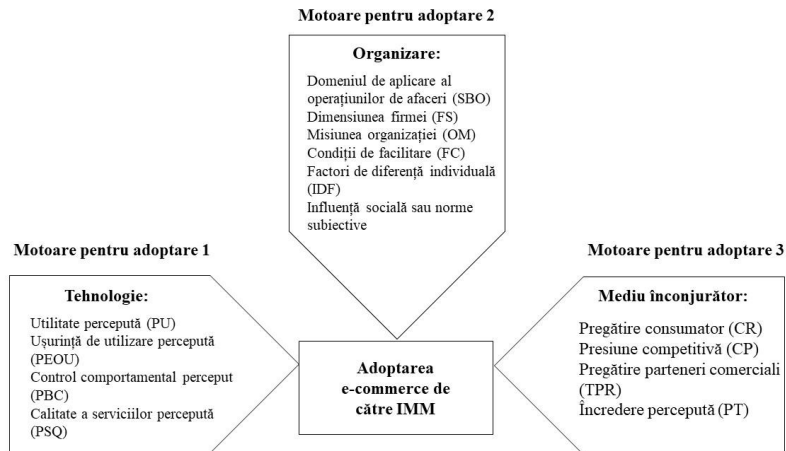 Motoare pentru adoptare 2
Organizare:
Domeniul de aplicare al
operațiunilor de afaceri (SBO)
Dimensiunea firmei (FS)
Misiunea organizației (OM)
Condiții de facilitare (FC)
Factori de diferență individuală
(IDF)
Influență socială sau norme
subiective
Motoare pentru adoptare 1
Tehnologie:
Utilitate percepută (PU)
Ușurință de utilizare percepută
(PEOU)
Control comportamental perceput
(PBC)
Calitate a serviciilor percepută
(PSQ)
Adoptarea
e-commerce de
către IMM
Motoare pentru adoptare 3
Mediu înconjurător:
Pregătire consumator (CR)
Presiune competitivă (CP)
Pregătire parteneri comerciali
(TPR)
Încredere percepută (PT)